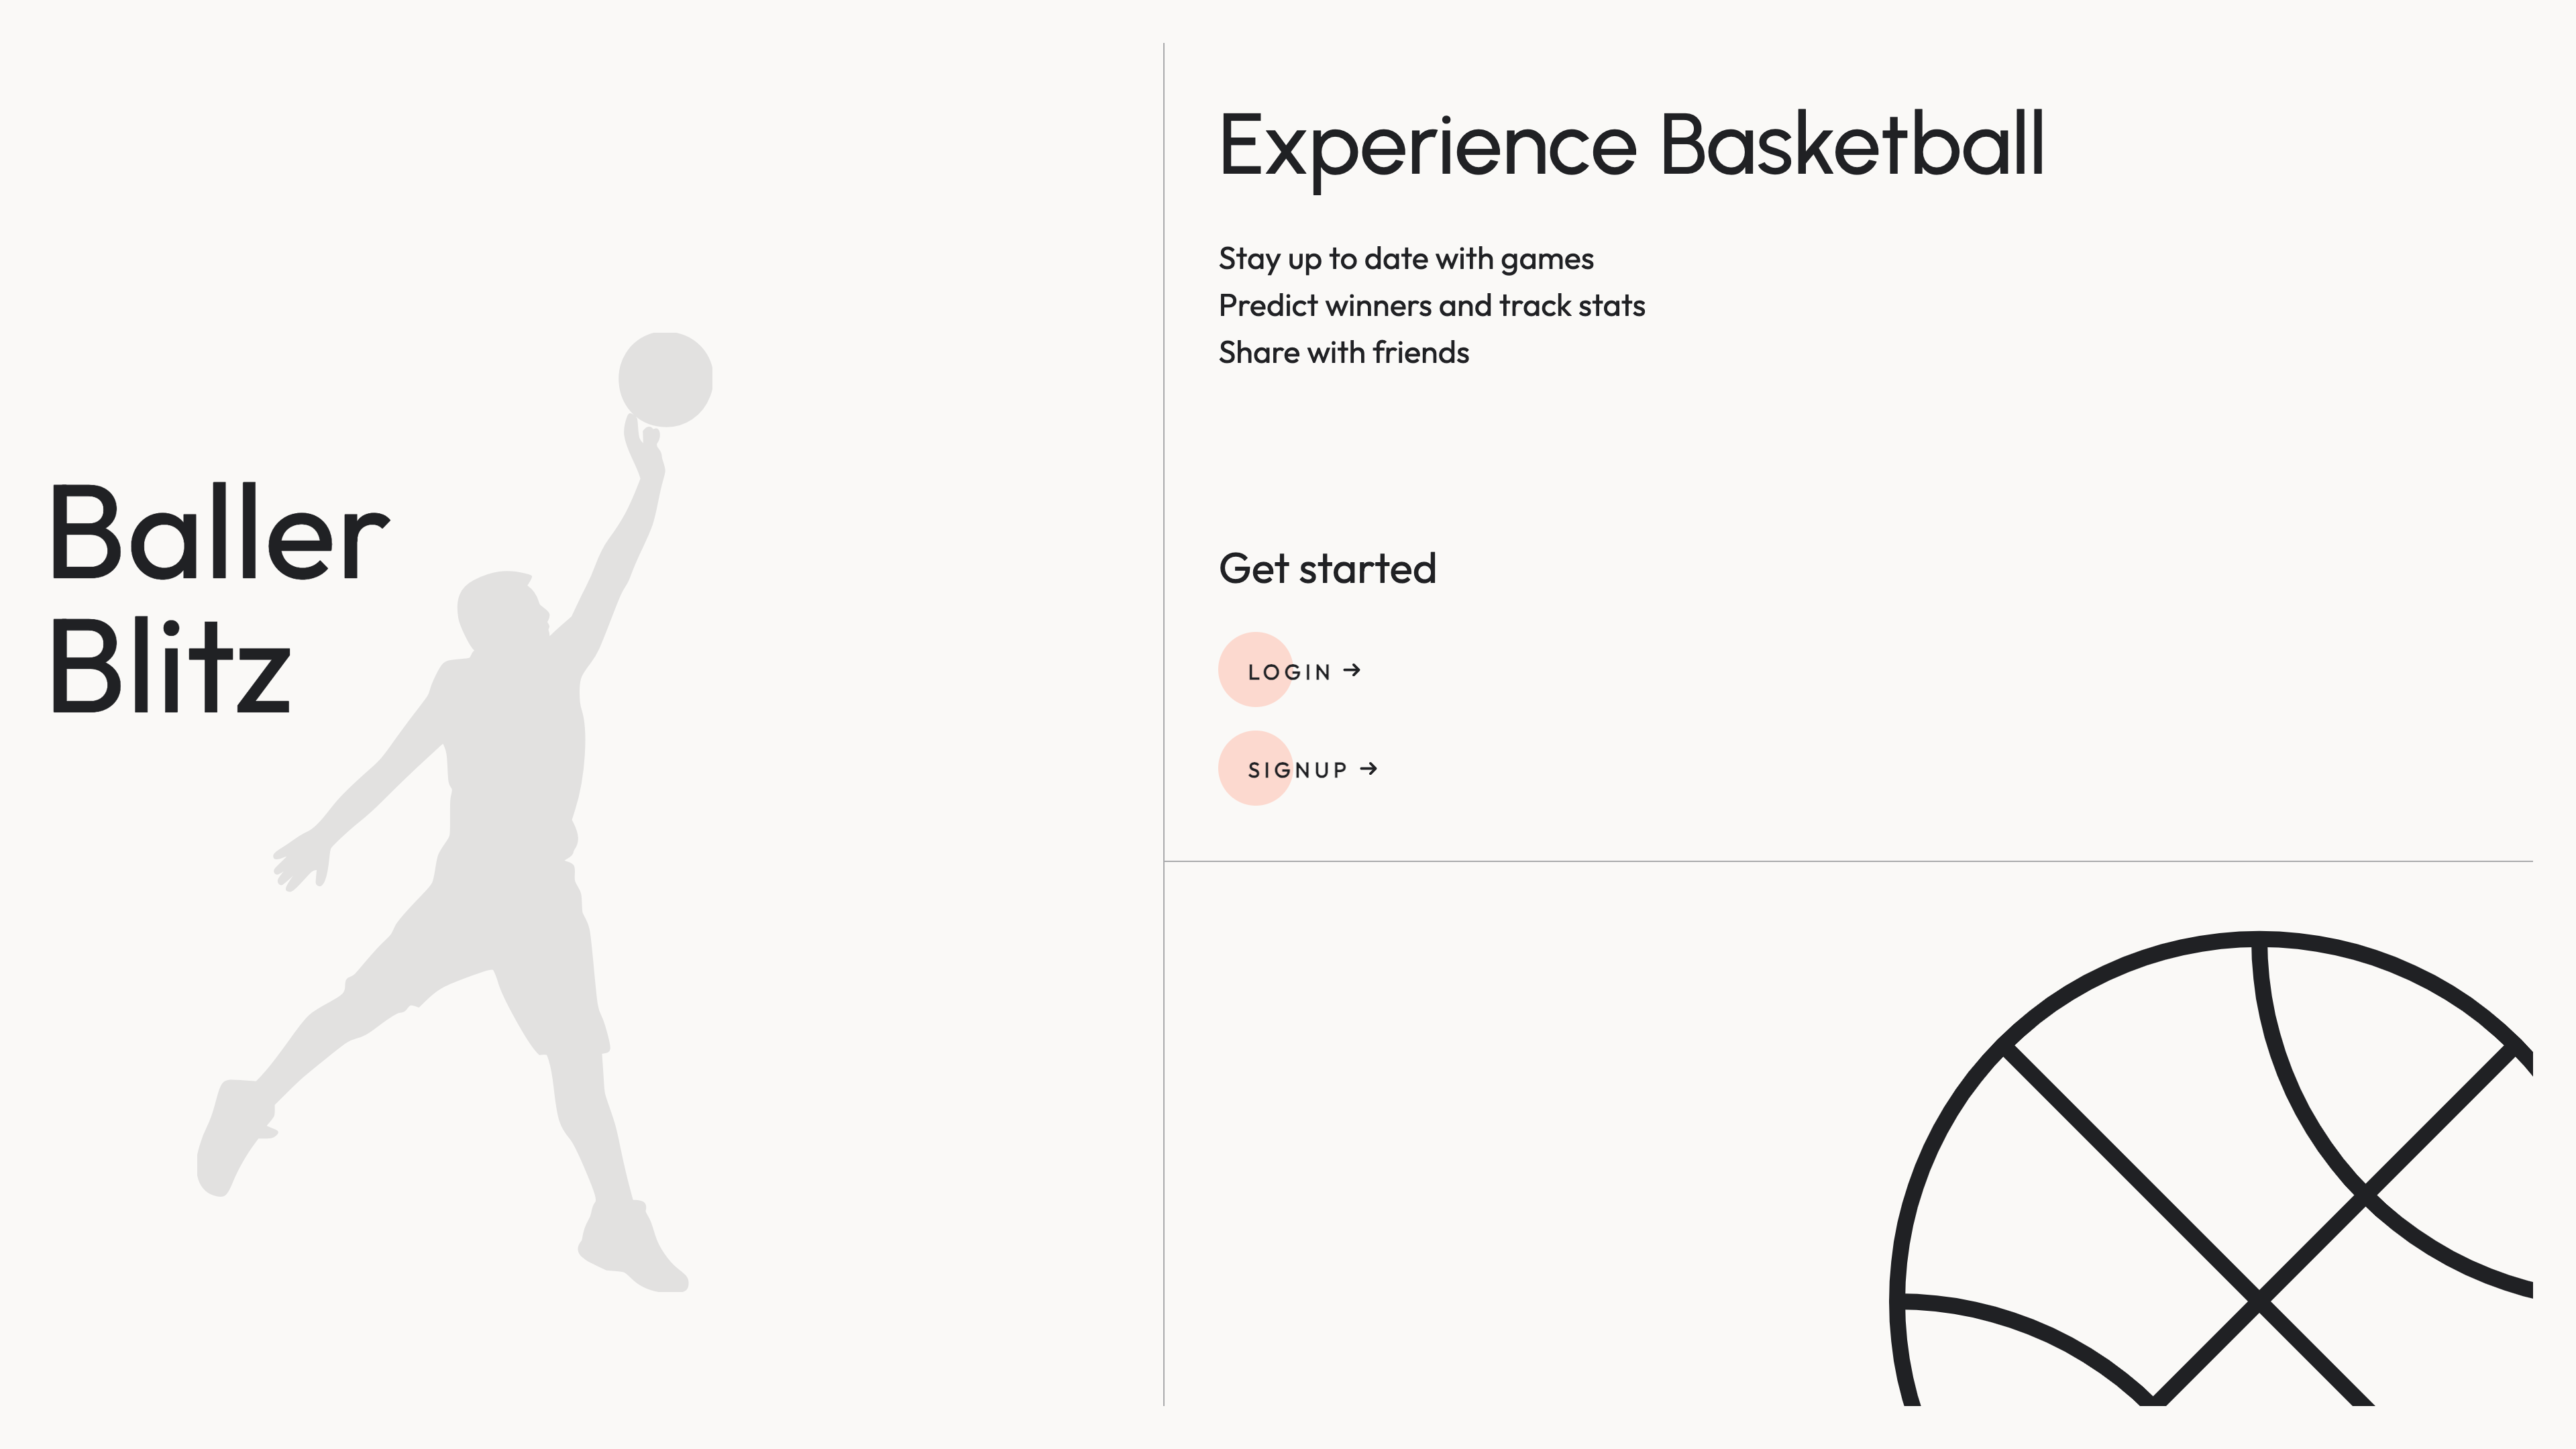 Baller
Blitz
Experience Basketball
Stay up to date with games
Predict winners and track stats
Share with friends
Get started
LOGIN →
SIGNUP →